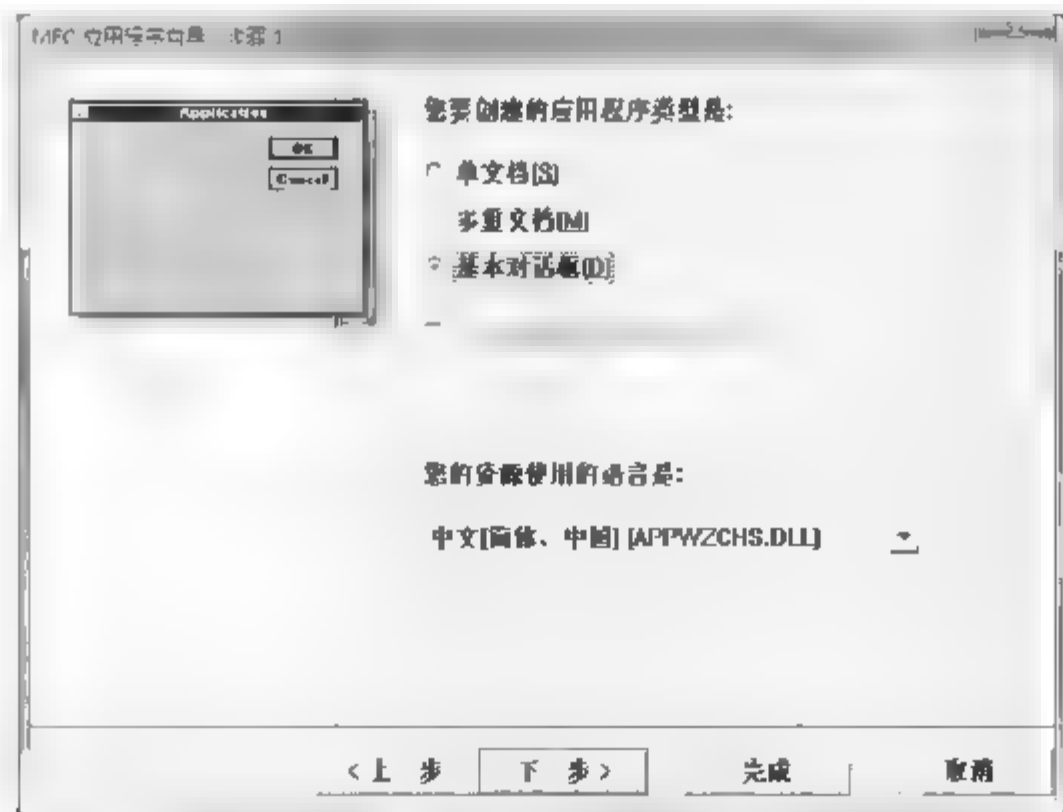 MFC 应用程序向导 步骤 1
Application
OK
Cancel
您要创建的应用程序类型是:
单文档[S]
多重文档[M]
基本对话框[D]
您的资源使用的语言是:
中文[简体、中国] [APPWZCHS.DLL]
<上 步
下 步>
完成
取消